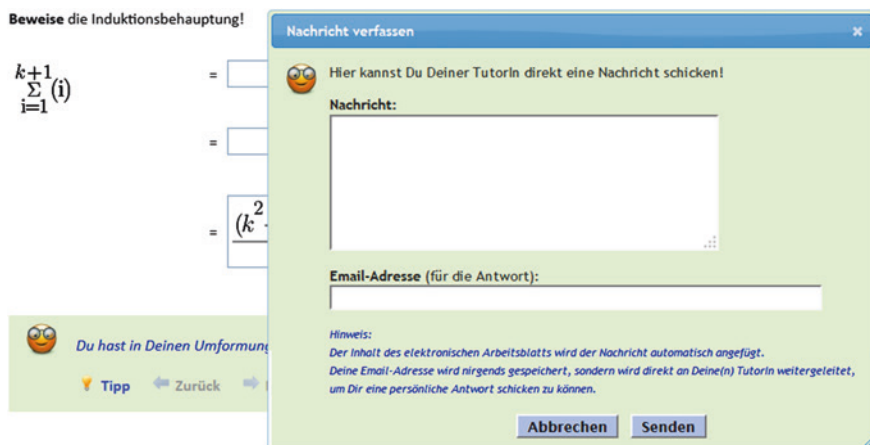 Beweise die Induktionsbehauptung!
Nachricht verfassen
Hier kannst Du Deiner TutorIn direkt eine Nachricht schicken!
k+1
Σ (i)
i=1
=
=
= (k²
Nachricht:
Email-Adresse (für die Antwort):
Hinweis:
Der Inhalt des elektronischen Arbeitsblatts wird der Nachricht automatisch angefügt.
Deine Email-Adresse wird nirgends gespeichert, sondern wird direkt an Deine(n) TutorIn weitergeleitet,
um Dir eine persönliche Antwort schicken zu können.
Abbrechen Senden
Du hast in Deinen Umformung
Tipp Zurück